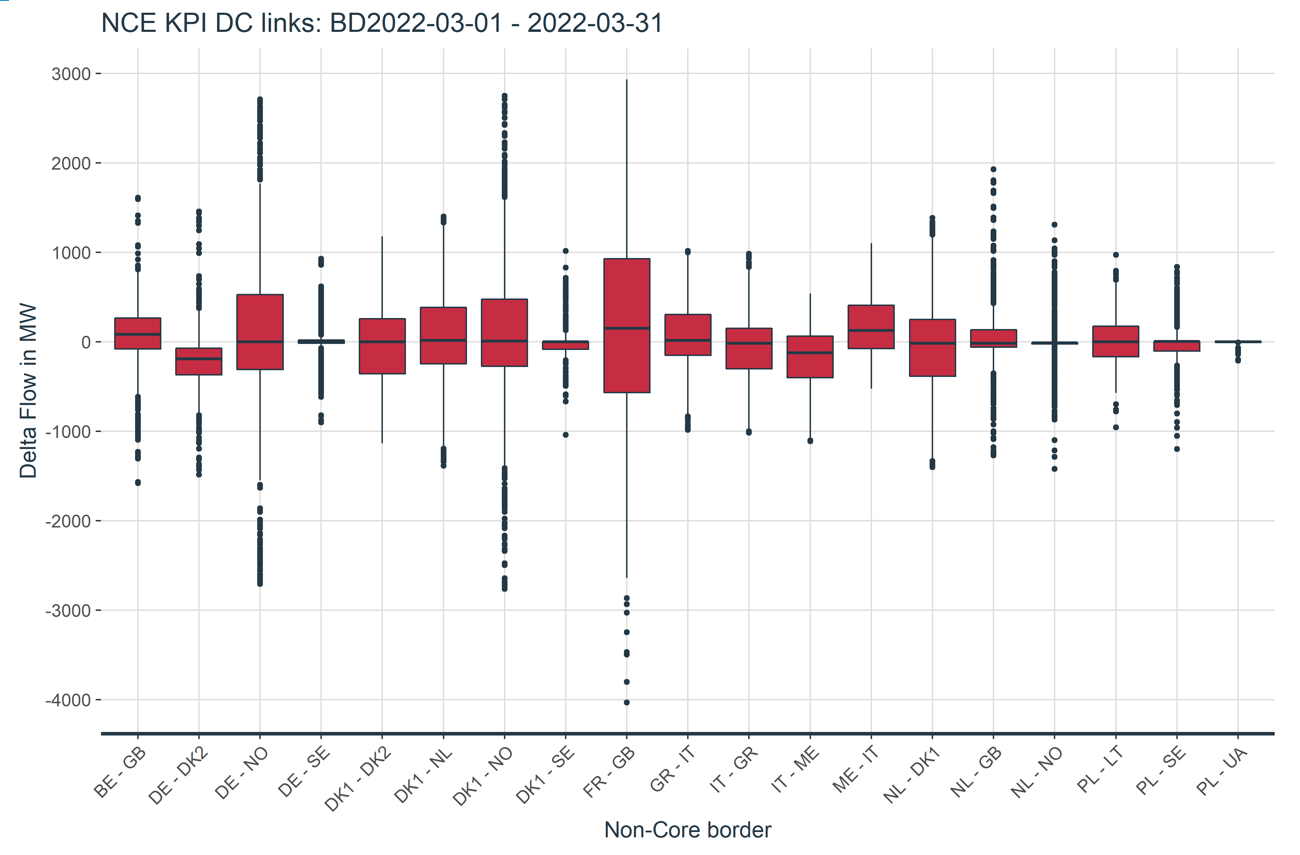 NCE KPI DC links: BD2022-03-01 - 2022-03-31
Delta Flow in MW
3000
2000
1000
0
-1000
-2000
-3000
-4000
BE - GB
DE - DK2
DE - NO
DE - SE
DK1 - DK2
DK1 - NL
DK1 - NO
DK1 - SE
FR - GB
GR - IT
IT - GR
IT - ME
ME - IT
NL - DK1
NL - GB
NL - NO
PL - LT
PL - SE
PL - UA
Non-Core border